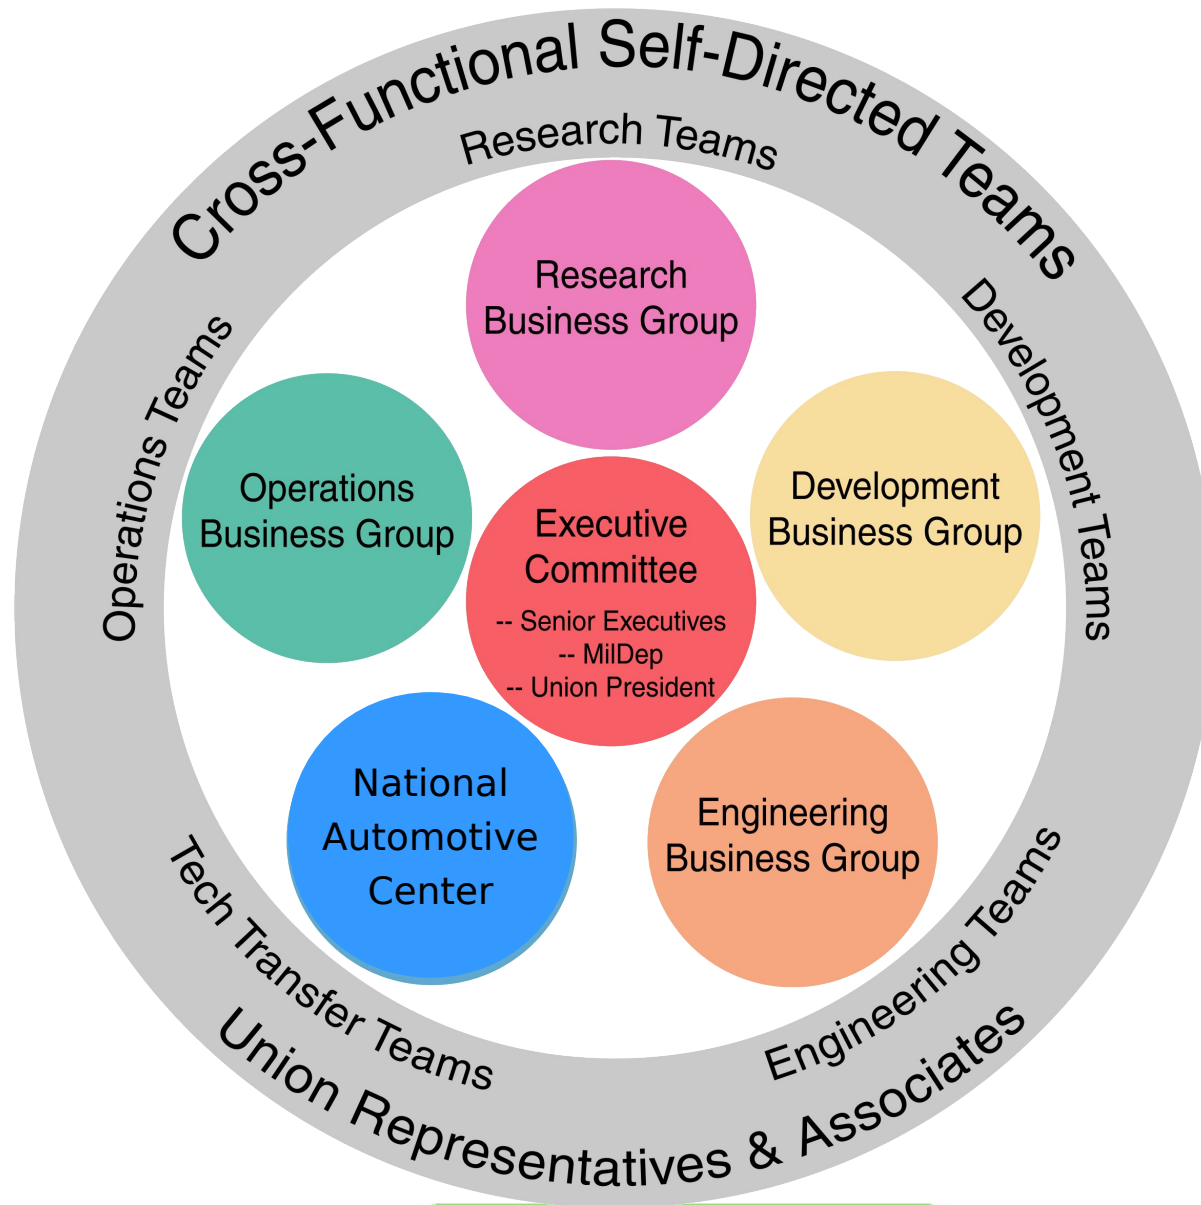 Cross-Functional Self-Directed Teams
Research Teams
Research
Business Group
Operations Teams
Development Teams
Operations
Business Group
Development
Business Group
Executive
Committee
-- Senior Executives
-- MilDep
-- Union President
National
Automotive
Center
Engineering
Business Group
Tech Transfer Teams
Engineering Teams
Union Representatives & Associates